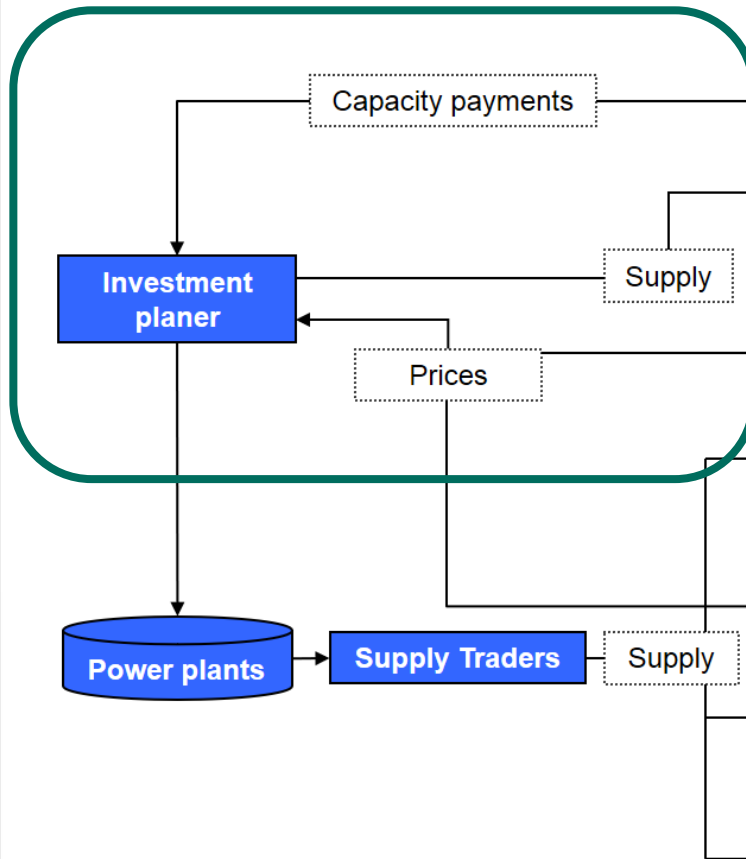 Capacity payments
Investment
planer
Supply
Prices
Power plants
Supply Traders
Supply